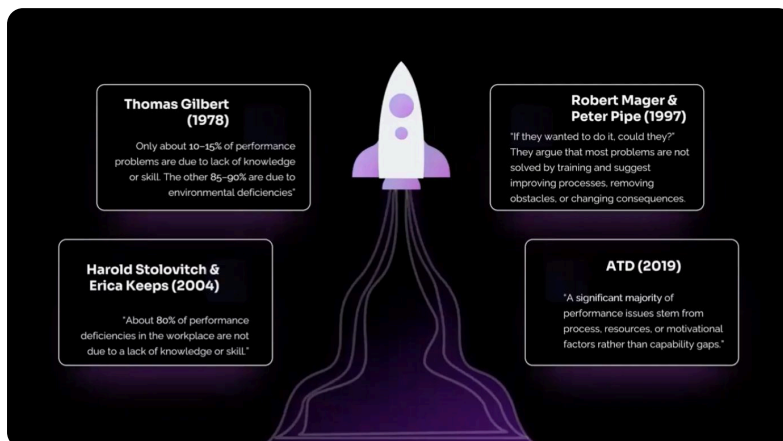 Thomas Gilbert
(1978)
Only about 10–15% of performance
problems are due to lack of knowledge
or skill. The other 85–90% are due to
environmental deficiencies"
Robert Mager &
Peter Pipe (1997)
"If they wanted to do it, could they?"
They argue that most problems are not
solved by training and suggest
improving processes, removing
obstacles, or changing consequences.
Harold Stolovitch &
Erica Keeps (2004)
"About 80% of performance
deficiencies in the workplace are not
due to a lack of knowledge or skill."
ATD (2019)
"A significant majority of
performance issues stem from
process, resources, or motivational
factors rather than capability gaps."